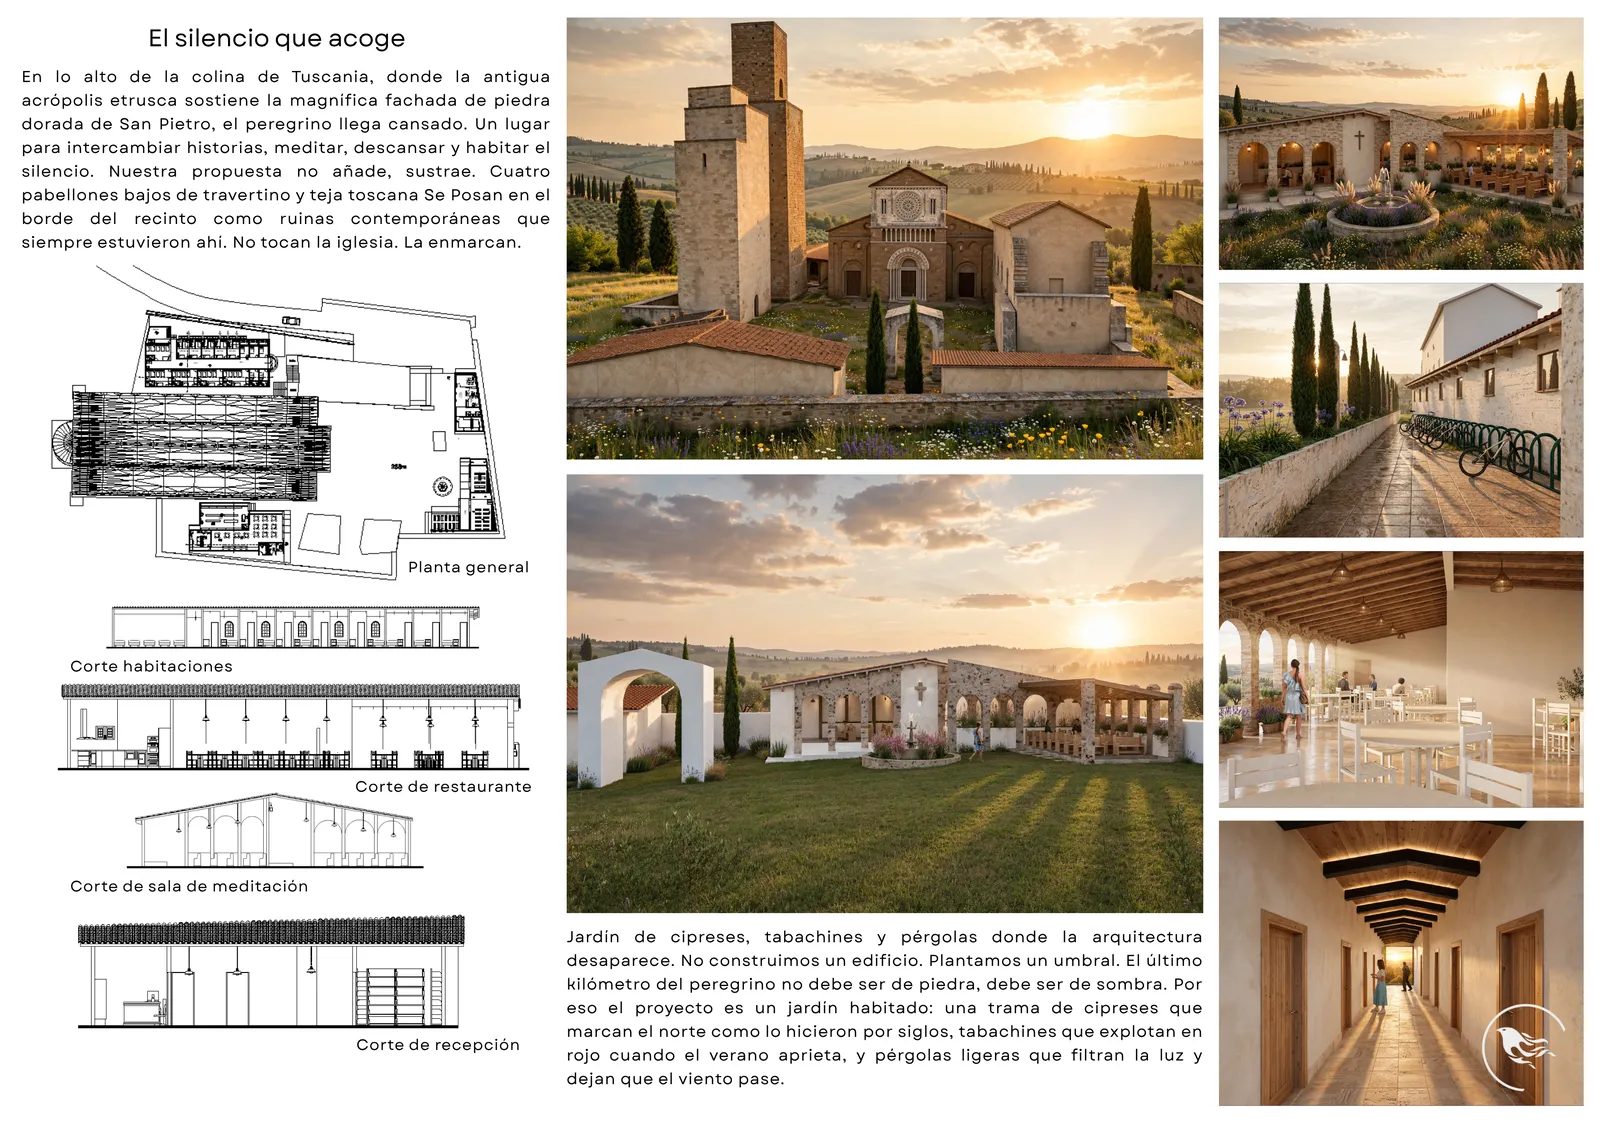 El silencio que acoge
En lo alto de la colina de Tuscania, donde la antigua
acrópolis etrusca sostiene la magnífica fachada de piedra
dorada de San Pietro, el peregrino llega cansado. Un lugar
para intercambiar historias, meditar, descansar y habitar el
silencio. Nuestra propuesta no añade, sustrae. Cuatro
pabellones bajos de travertino y teja toscana Se Posan en el
borde del recinto como ruinas contemporáneas que
siempre estuvieron ahí. No tocan la iglesia. La enmarcan.
Planta general
Corte habitaciones
Corte de restaurante
Corte de sala de meditación
Corte de recepción
Jardín de cipreses, tabachines y pérgolas donde la arquitectura
desaparece. No construimos un edificio. Plantamos un umbral. El último
kilómetro del peregrino no debe ser de piedra, debe ser de sombra. Por
eso el proyecto es un jardín habitado: una trama de cipreses que
marcan el norte como lo hicieron por siglos, tabachines que explotan en
rojo cuando el verano aprieta, y pérgolas ligeras que filtran la luz y
dejan que el viento pase.